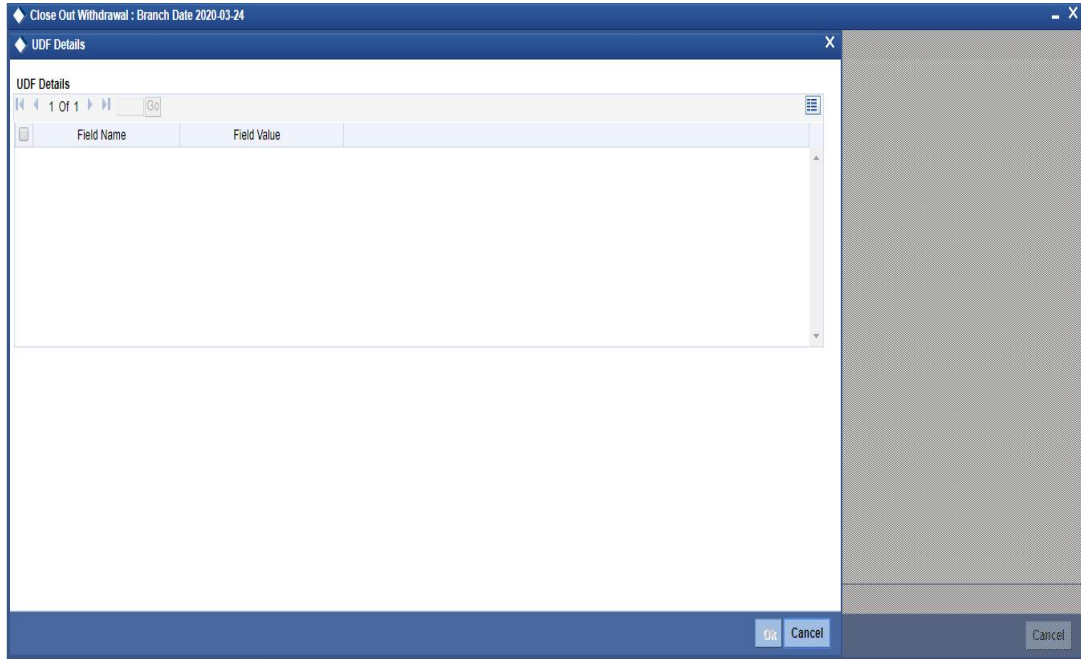 Close Out Withdrawal : Branch Date 2020-03-24
UDF Details
UDF Details
1 Of 1 Go
Field Name Field Value
Ok Cancel
Cancel